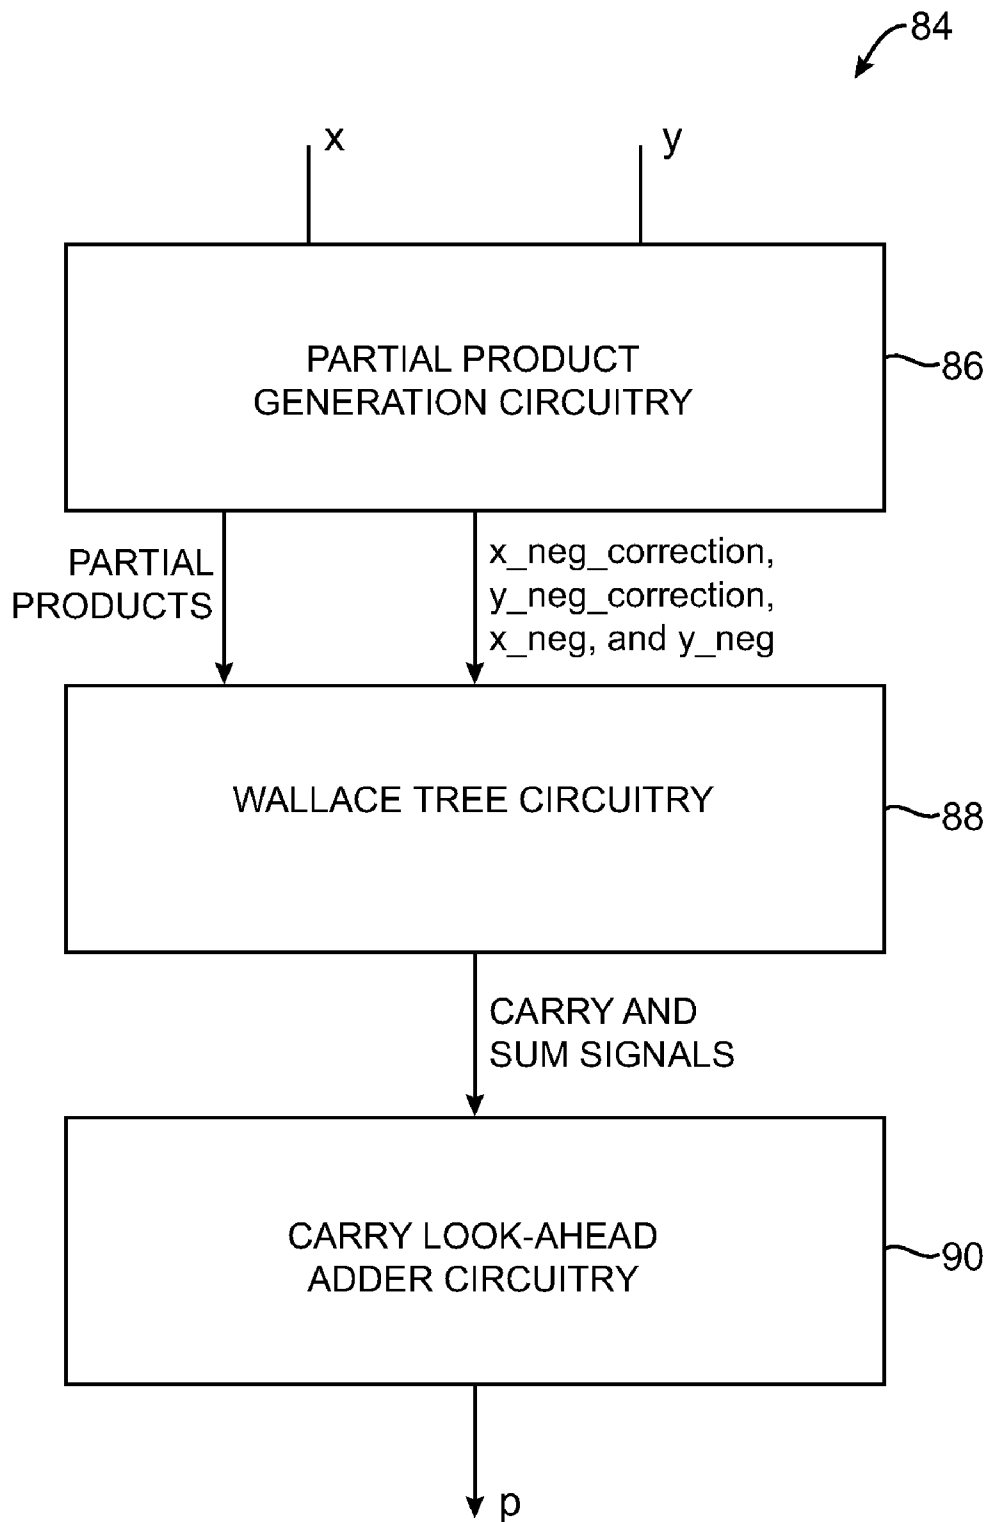 84
x
y
PARTIAL PRODUCT
GENERATION CIRCUITRY
86
PARTIAL
PRODUCTS
x_neg_correction,
y_neg_correction,
x_neg, and y_neg
WALLACE TREE CIRCUITRY
88
CARRY AND
SUM SIGNALS
CARRY LOOK-AHEAD
ADDER CIRCUITRY
90
p